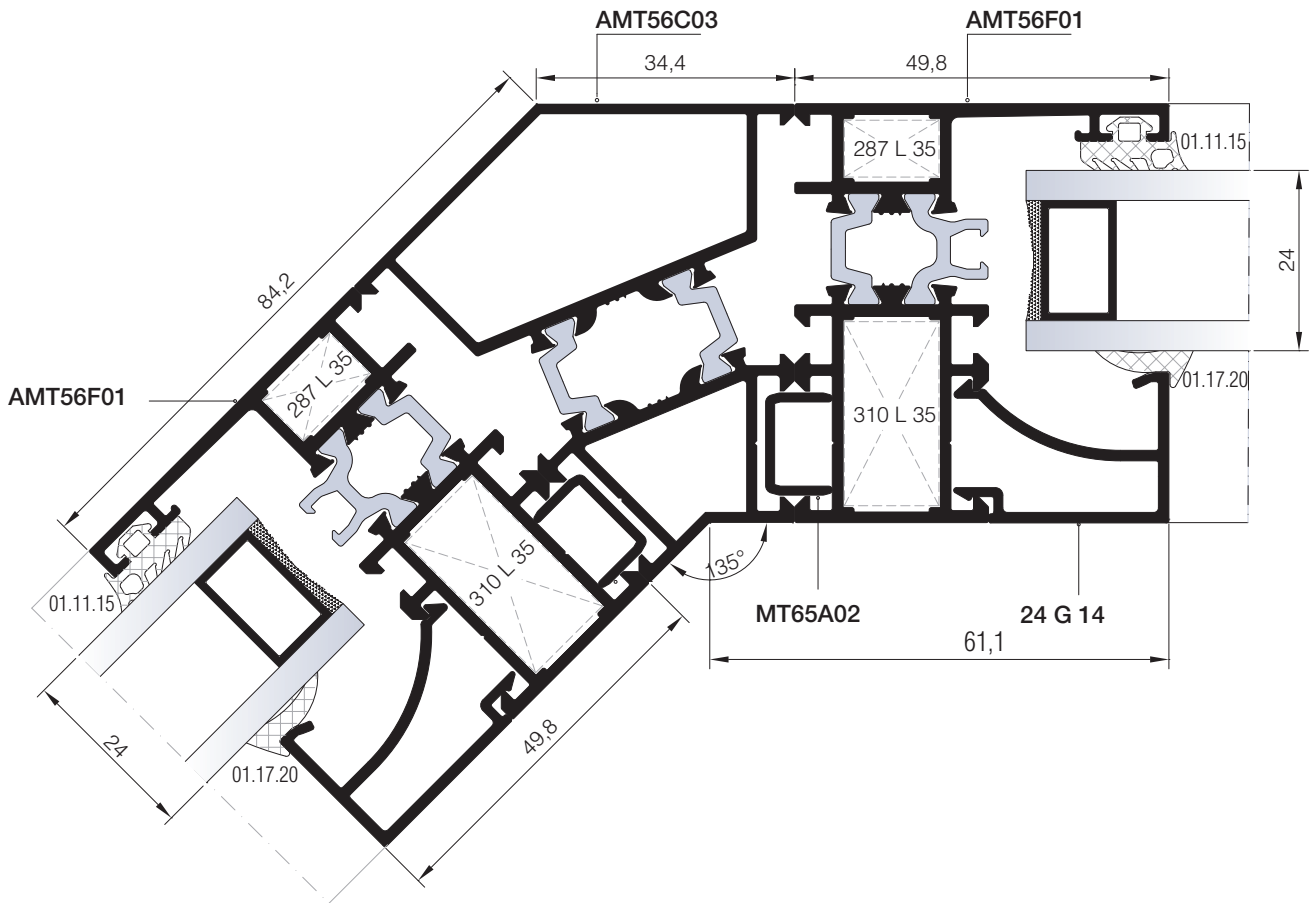 AMT56C03
AMT56F01
34,4
49,8
287 L 35
01.11.15
84,2
24
287 L 35
AMT56F01
01.17.20
310 L 35
310 L 35
135°
01.11.15
MT65A02
24 G 14
61,1
49,8
24
01.17.20